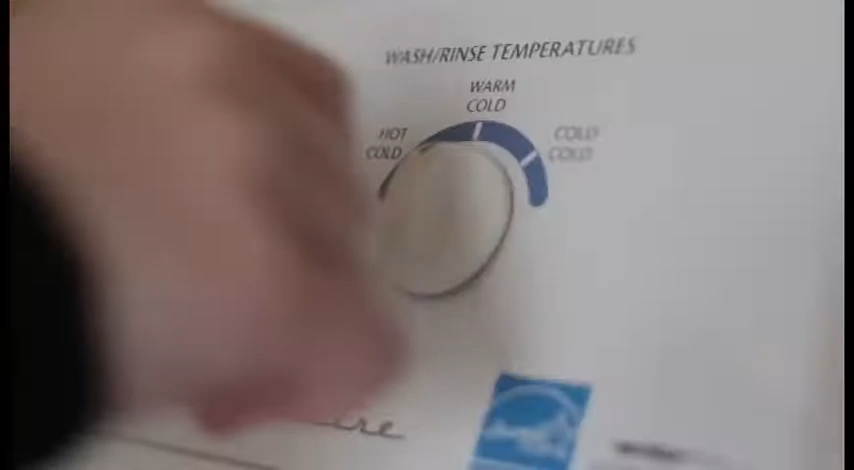 WASH/RINSE TEMPERATURES
WARM
COLD
HOT
COLD
COLD
COLD